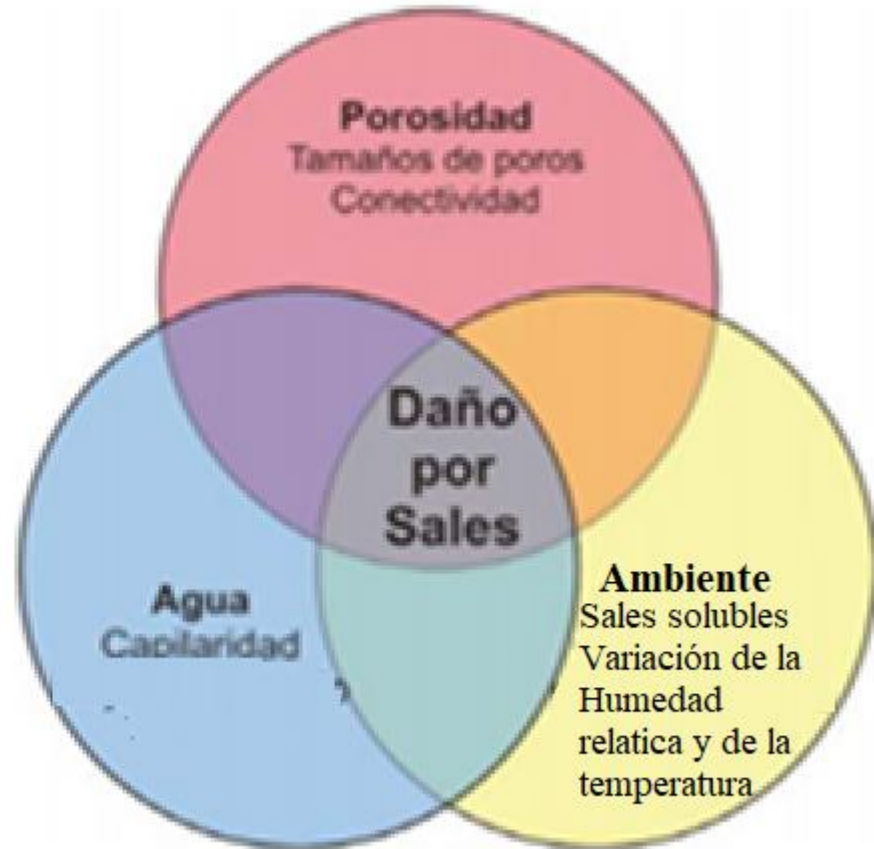 Porosidad
Tamaños de poros
Conectividad
Daño
por
Sales
Agua
Capilaridad
Ambiente
Sales solubles
Variación de la
Humedad
relatica y de la
temperatura